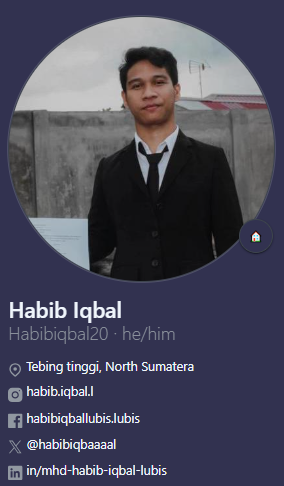 Habib Iqbal
Habibiqbal20 · he/him
Tebing tinggi, North Sumatera
habib.iqbal.l
habibiqballubis.lubis
@habibiqbaaaal
in/mhd-habib-iqbal-lubis